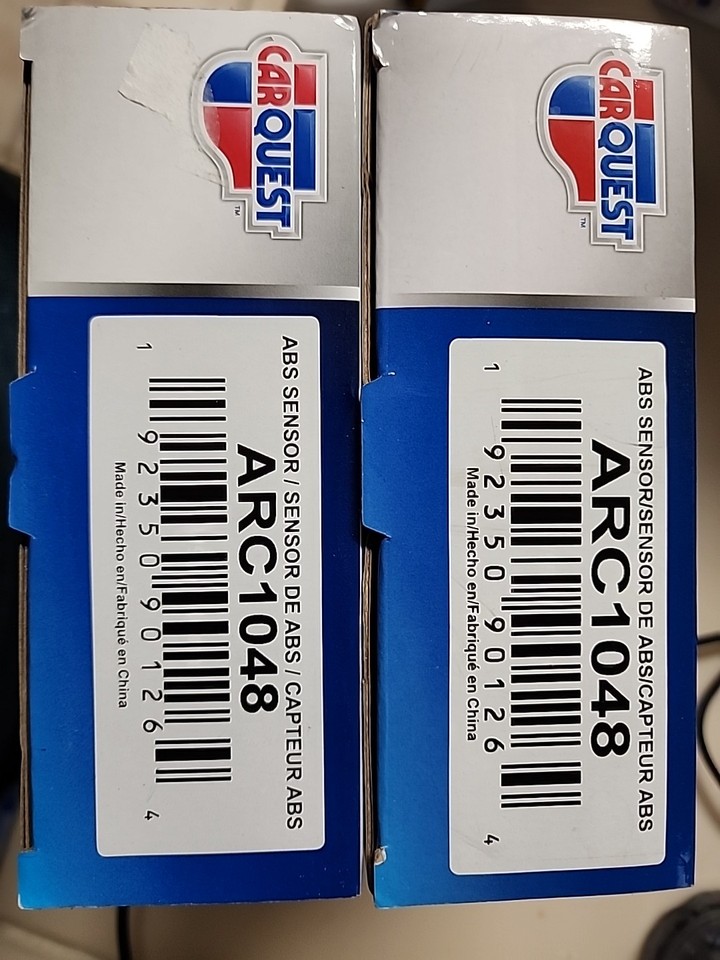 CARQUEST
TM
ABS SENSOR / SENSOR DE ABS / CAPTEUR ABS
ARC1048
1 92350 90126 4
Made in/Hecho en/Fabriqué en China
CARQUEST
TM
ABS SENSOR/SENSOR DE ABS/CAPTEUR ABS
ARC1048
1 92350 90126 4
Made in/Hecho en/Fabriqué en China